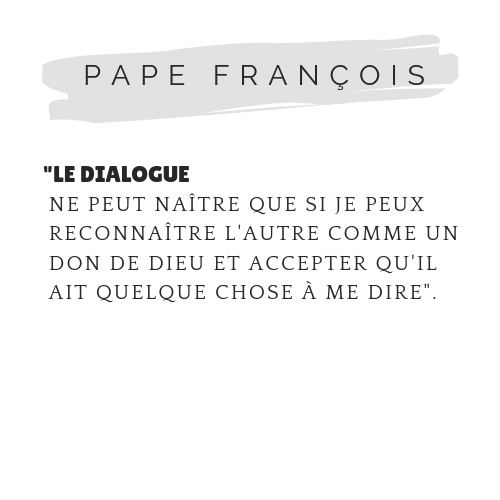 PAPE FRANÇOIS
"LE DIALOGUE
NE PEUT NAÎTRE QUE SI JE PEUX
RECONNAÎTRE L'AUTRE COMME UN
DON DE DIEU ET ACCEPTER QU'IL
AIT QUELQUE CHOSE À ME DIRE".